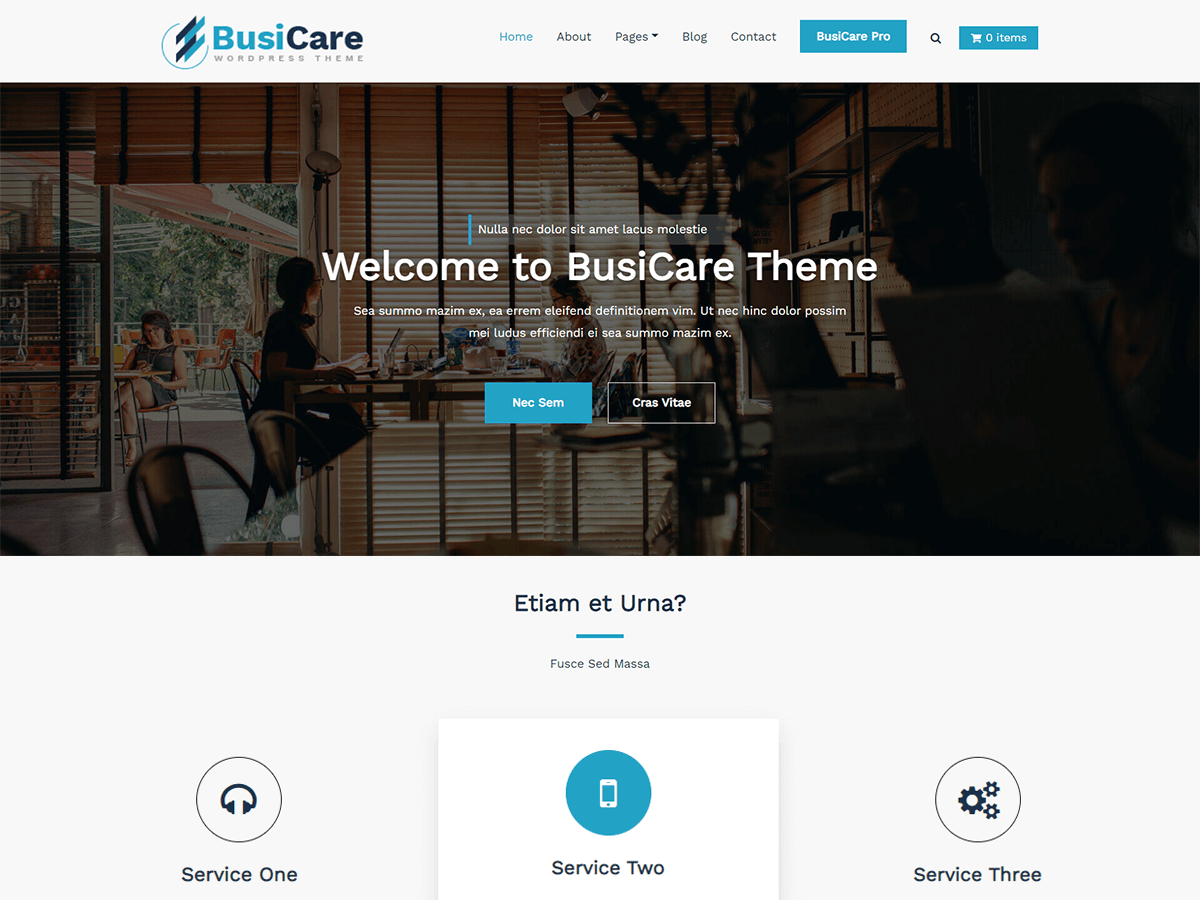 BusiCare
WORDPRESS THEME
Home
About
Pages
Blog
Contact
BusiCare Pro
0 items
Nulla nec dolor sit amet lacus molestie
Welcome to BusiCare Theme
Sea summo mazim ex, ea errem eleifend definitionem vim. Ut nec hinc dolor possim
mei ludus efficiendi ei sea summo mazim ex.
Nec Sem
Cras Vitae
Etiam et Urna?
Fusce Sed Massa
Service One
Service Two
Service Three